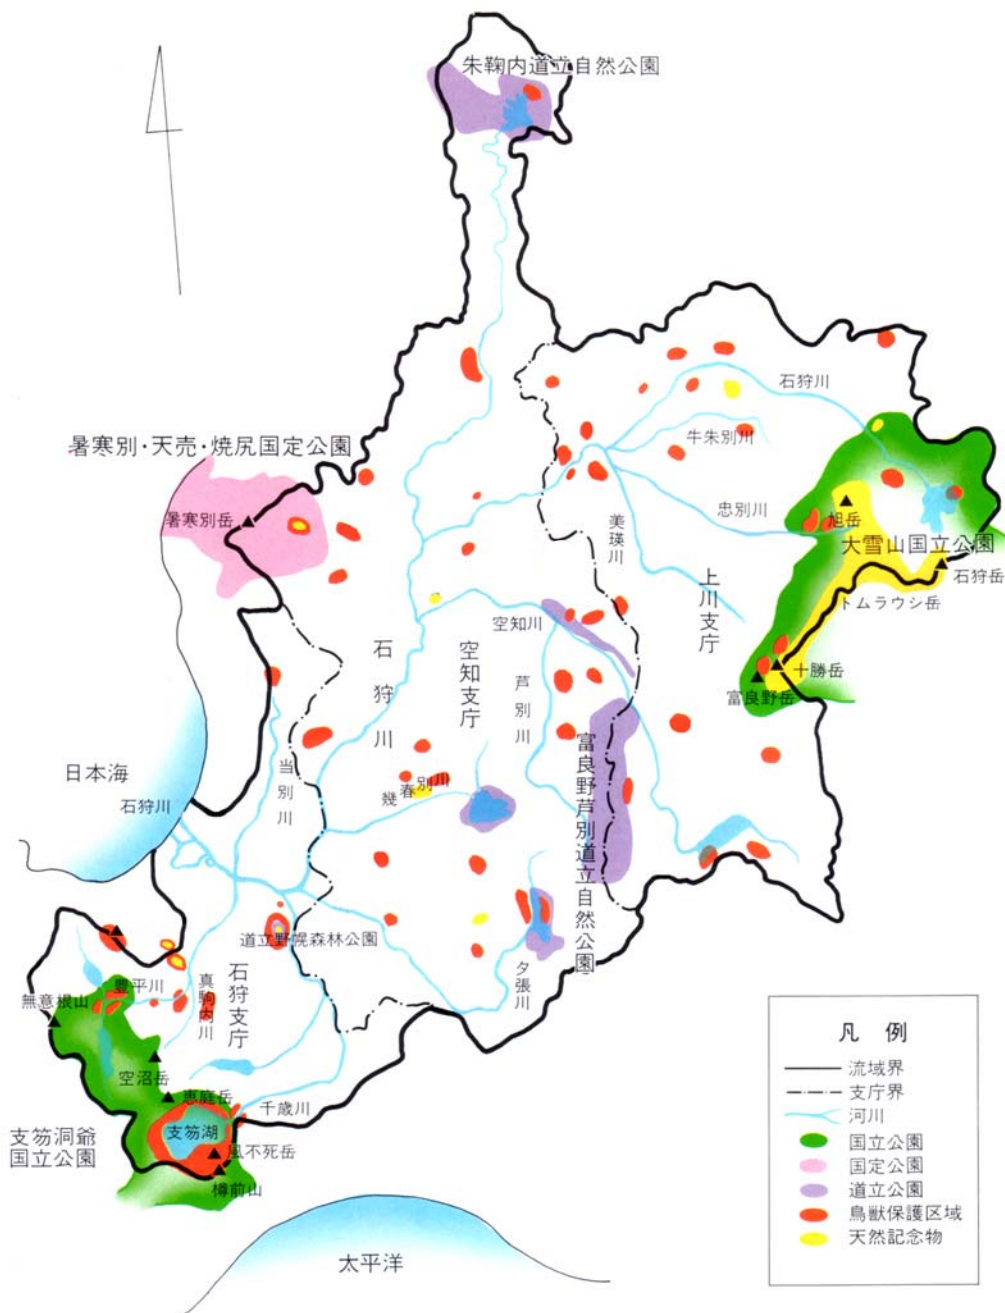 朱鞠内道立自然公園
石狩川
牛朱別川
暑寒別・天売・焼尻国定公園
暑寒別岳
忠別川
旭岳
美瑛川
大雪山国立公園
石狩岳
トムラウシ岳
上川支庁
空知川
石狩川
空知支庁
芦別川
十勝岳
富良野岳
富良野芦別道立自然公園
日本海
石狩川
当別川
幾春別川
道立野幌森林公園
夕張川
石狩支庁
豊平川
真駒内川
無意根山
空沼岳
恵庭岳
千歳川
支笏湖
支笏洞爺
国立公園
風不死岳
樽前山
太平洋
凡 例
流域界
支庁界
河川
国立公園
国定公園
道立公園
鳥獣保護区域
天然記念物